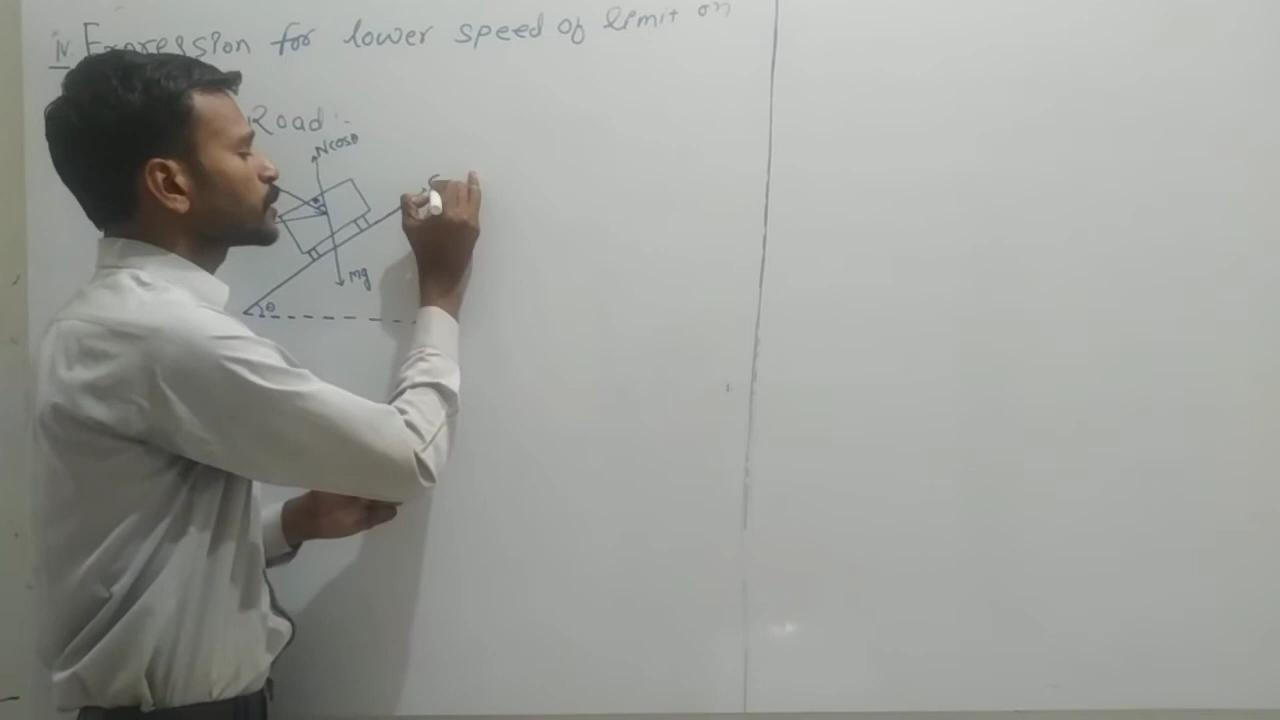 iv. Expression for lower speed of limit on
Road :-
Ncosθ
θ
Mg
θ